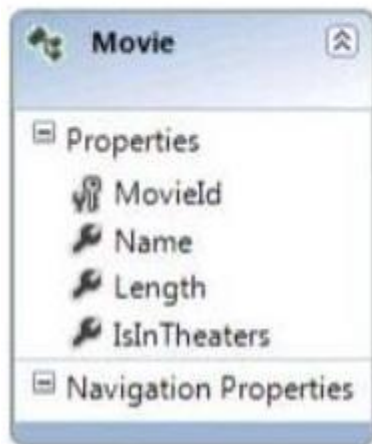 Movie
Properties
MovieId
Name
Length
IsInTheaters
Navigation Properties